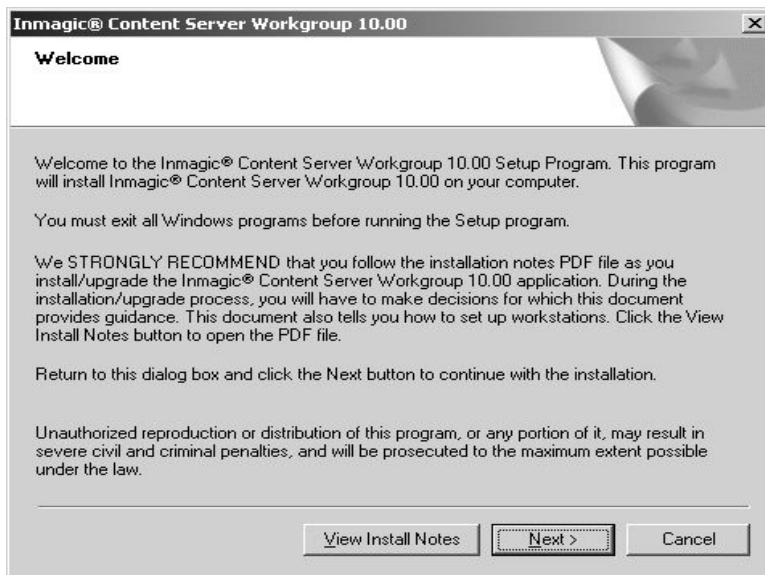 Inmagic® Content Server Workgroup 10.00
Welcome
Welcome to the Inmagic® Content Server Workgroup 10.00 Setup Program. This program
will install Inmagic® Content Server Workgroup 10.00 on your computer.
You must exit all Windows programs before running the Setup program.
We STRONGLY RECOMMEND that you follow the installation notes PDF file as you
install/upgrade the Inmagic® Content Server Workgroup 10.00 application. During the
installation/upgrade process, you will have to make decisions for which this document
provides guidance. This document also tells you how to set up workstations. Click the View
Install Notes button to open the PDF file.
Return to this dialog box and click the Next button to continue with the installation.
Unauthorized reproduction or distribution of this program, or any portion of it, may result in
severe civil and criminal penalties, and will be prosecuted to the maximum extent possible
under the law.
View Install Notes
Next >
Cancel